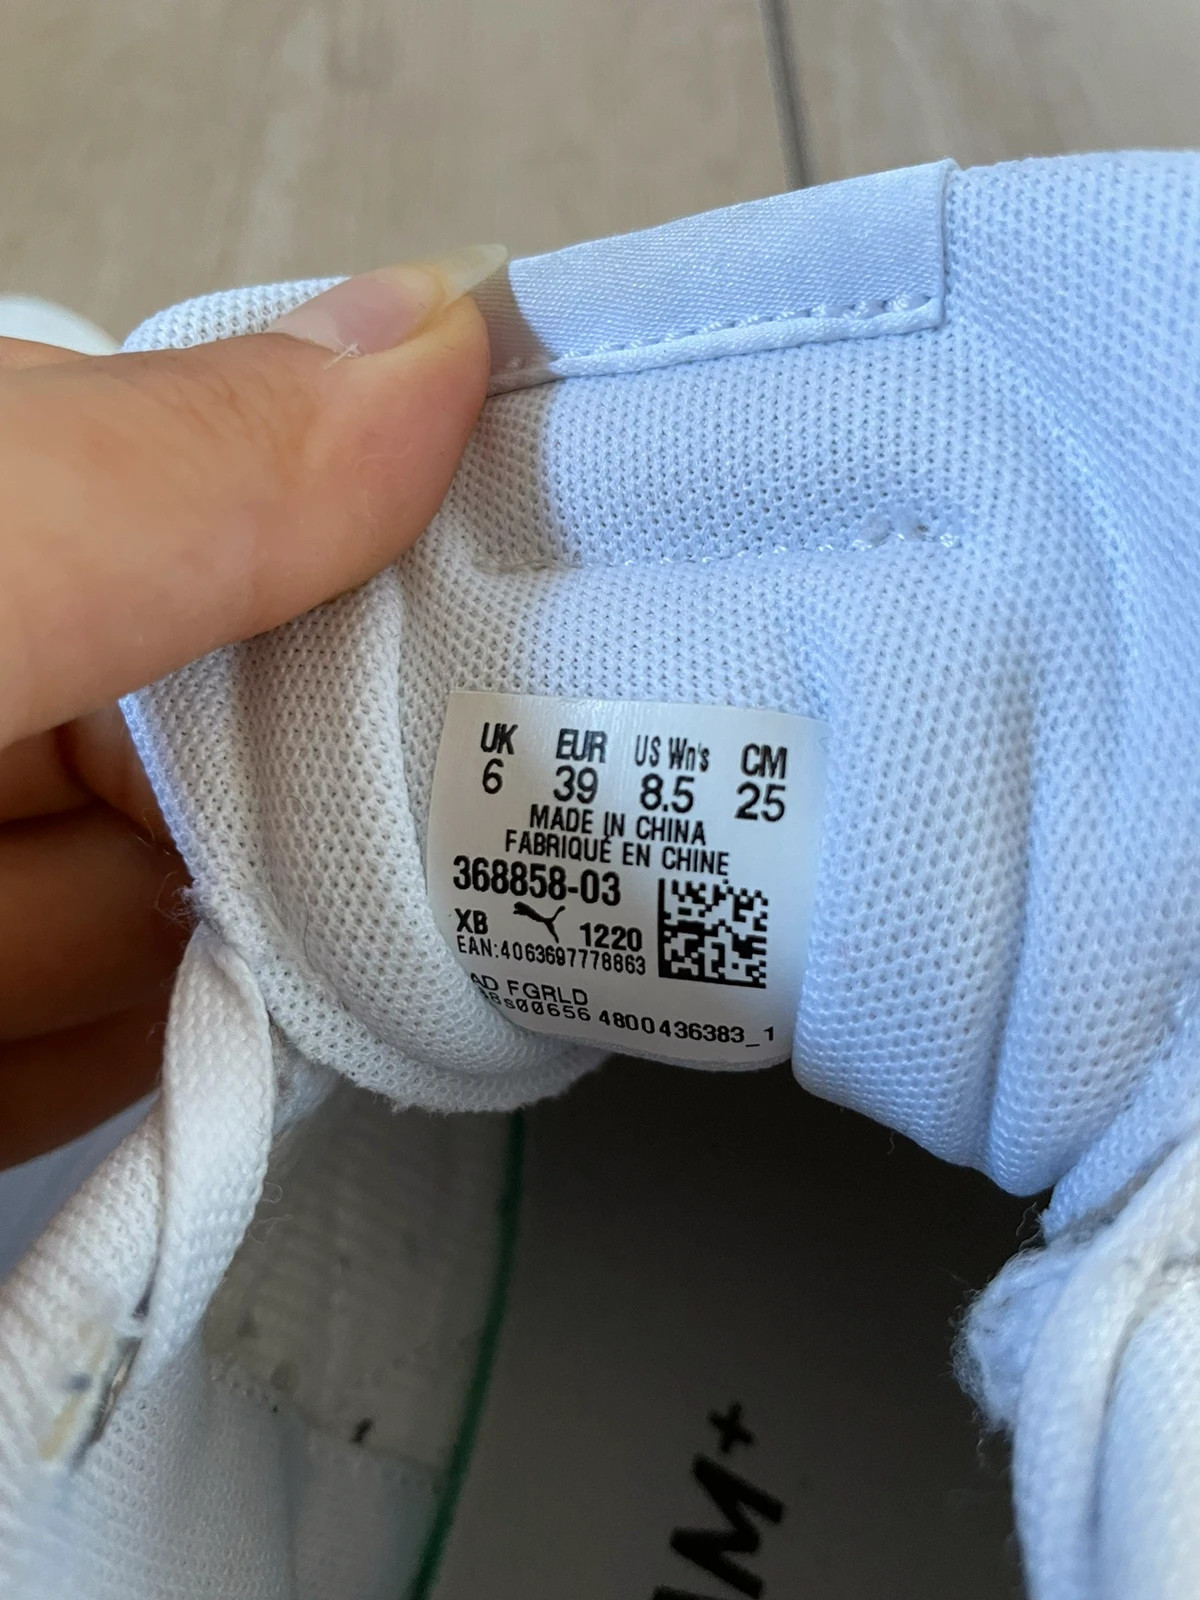 UK EUR US Wn's CM
6 39 8.5 25
MADE IN CHINA
FABRIQUÉ EN CHINE
368858-03
XB 1220
EAN:4063697778863
AD FGRLD
4800436383_1
M+